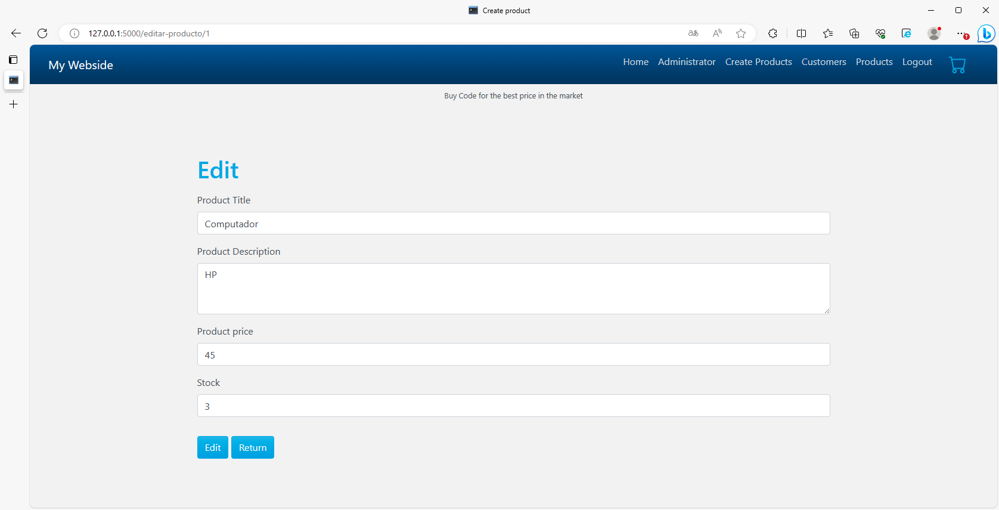 Create product
127.0.0.1:5000/editar-producto/1
My Webside
Home Administrator Create Products Customers Products Logout
Buy Code for the best price in the market
Edit
Product Title
Computador
Product Description
HP
Product price
45
Stock
3
Edit Return